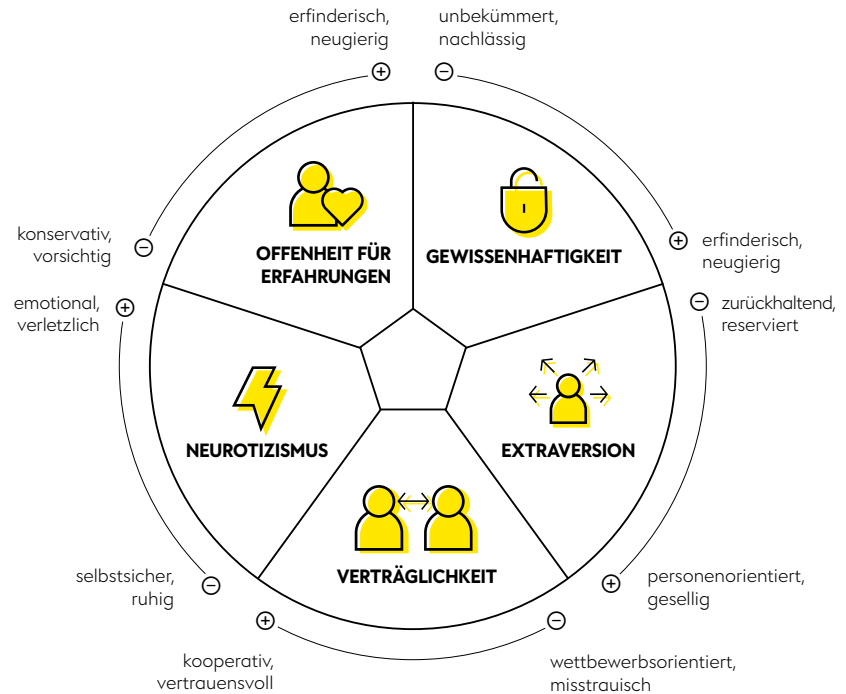 erfinderisch,
neugierig
unbekümmert,
nachlässig
konservativ,
vorsichtig
OFFENHEIT FÜR
ERFAHRUNGEN
GEWISSENHAFTIGKEIT
erfinderisch,
neugierig
emotional,
verletzlich
zurückhaltend,
reserviert
NEUROTIZISMUS
EXTRAVERSION
selbstsicher,
ruhig
VERTRÄGLICHKEIT
personenorientiert,
gesellig
kooperativ,
vertrauensvoll
wettbewerbsorientiert,
misstrauisch